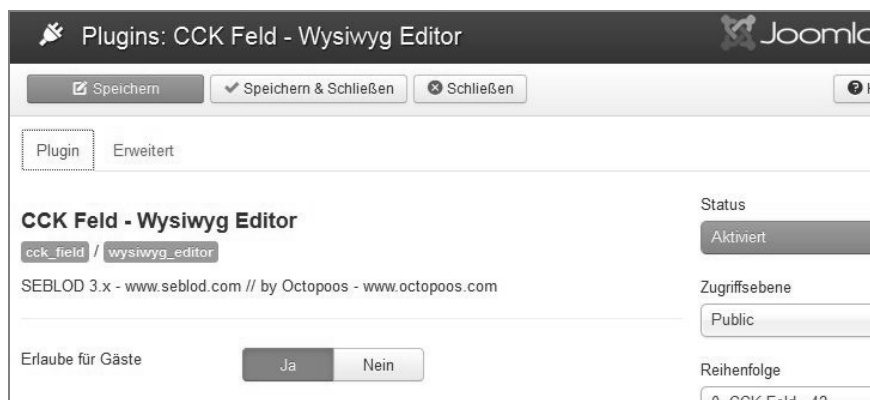 Plugins: CCK Feld - Wysiwyg Editor
Speichern
Speichern & Schließen
Schließen
Plugin
Erweitert
CCK Feld - Wysiwyg Editor
cck_field / wysiwyg_editor
SEBLOD 3.x - www.seblod.com // by Octopoos - www.octopoos.com
Erlaube für Gäste
Ja
Nein
Status
Aktiviert
Zugriffsebene
Public
Reihenfolge